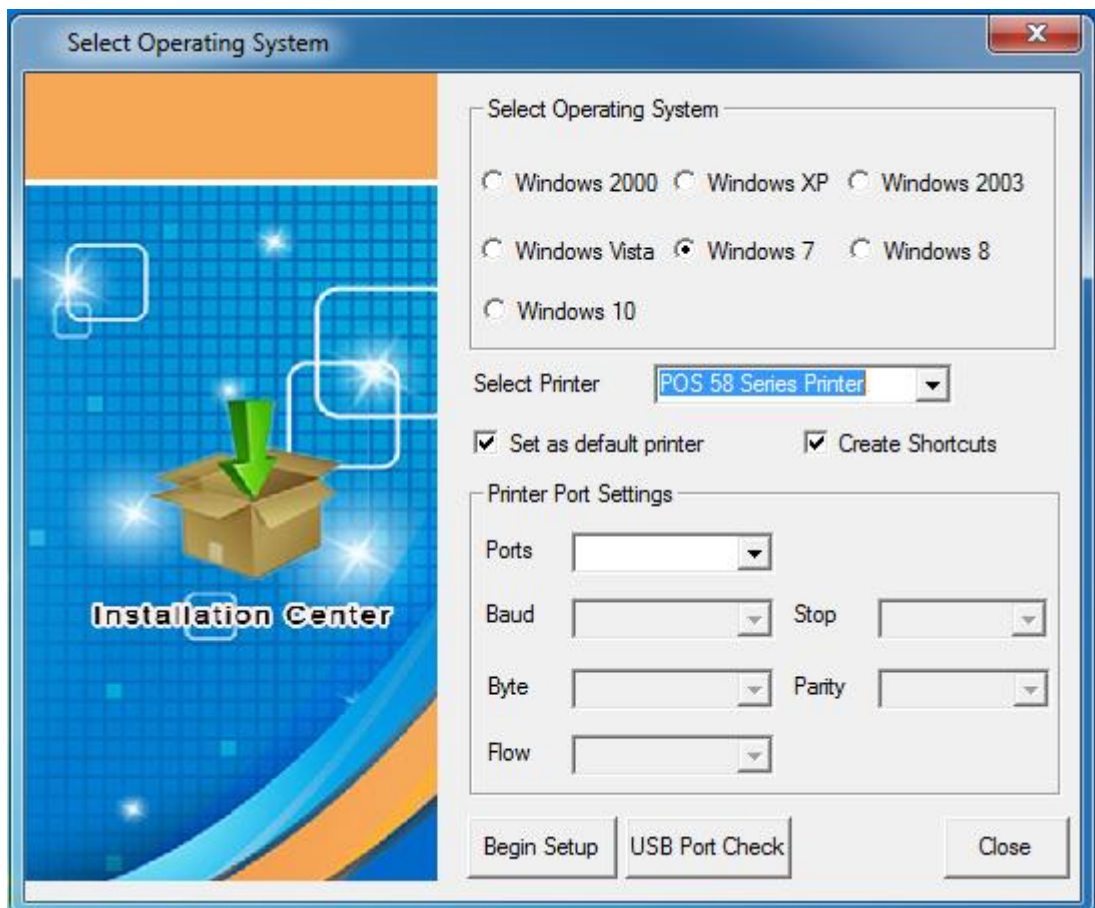 Select Operating System
Select Operating System
Windows 2000 Windows XP Windows 2003
Windows Vista Windows 7 Windows 8
Windows 10
Select Printer POS 58 Series Printer
Set as default printer Create Shortcuts
Printer Port Settings
Ports
Installation Center
Baud Stop
Byte Parity
Flow
Begin Setup USB Port Check Close